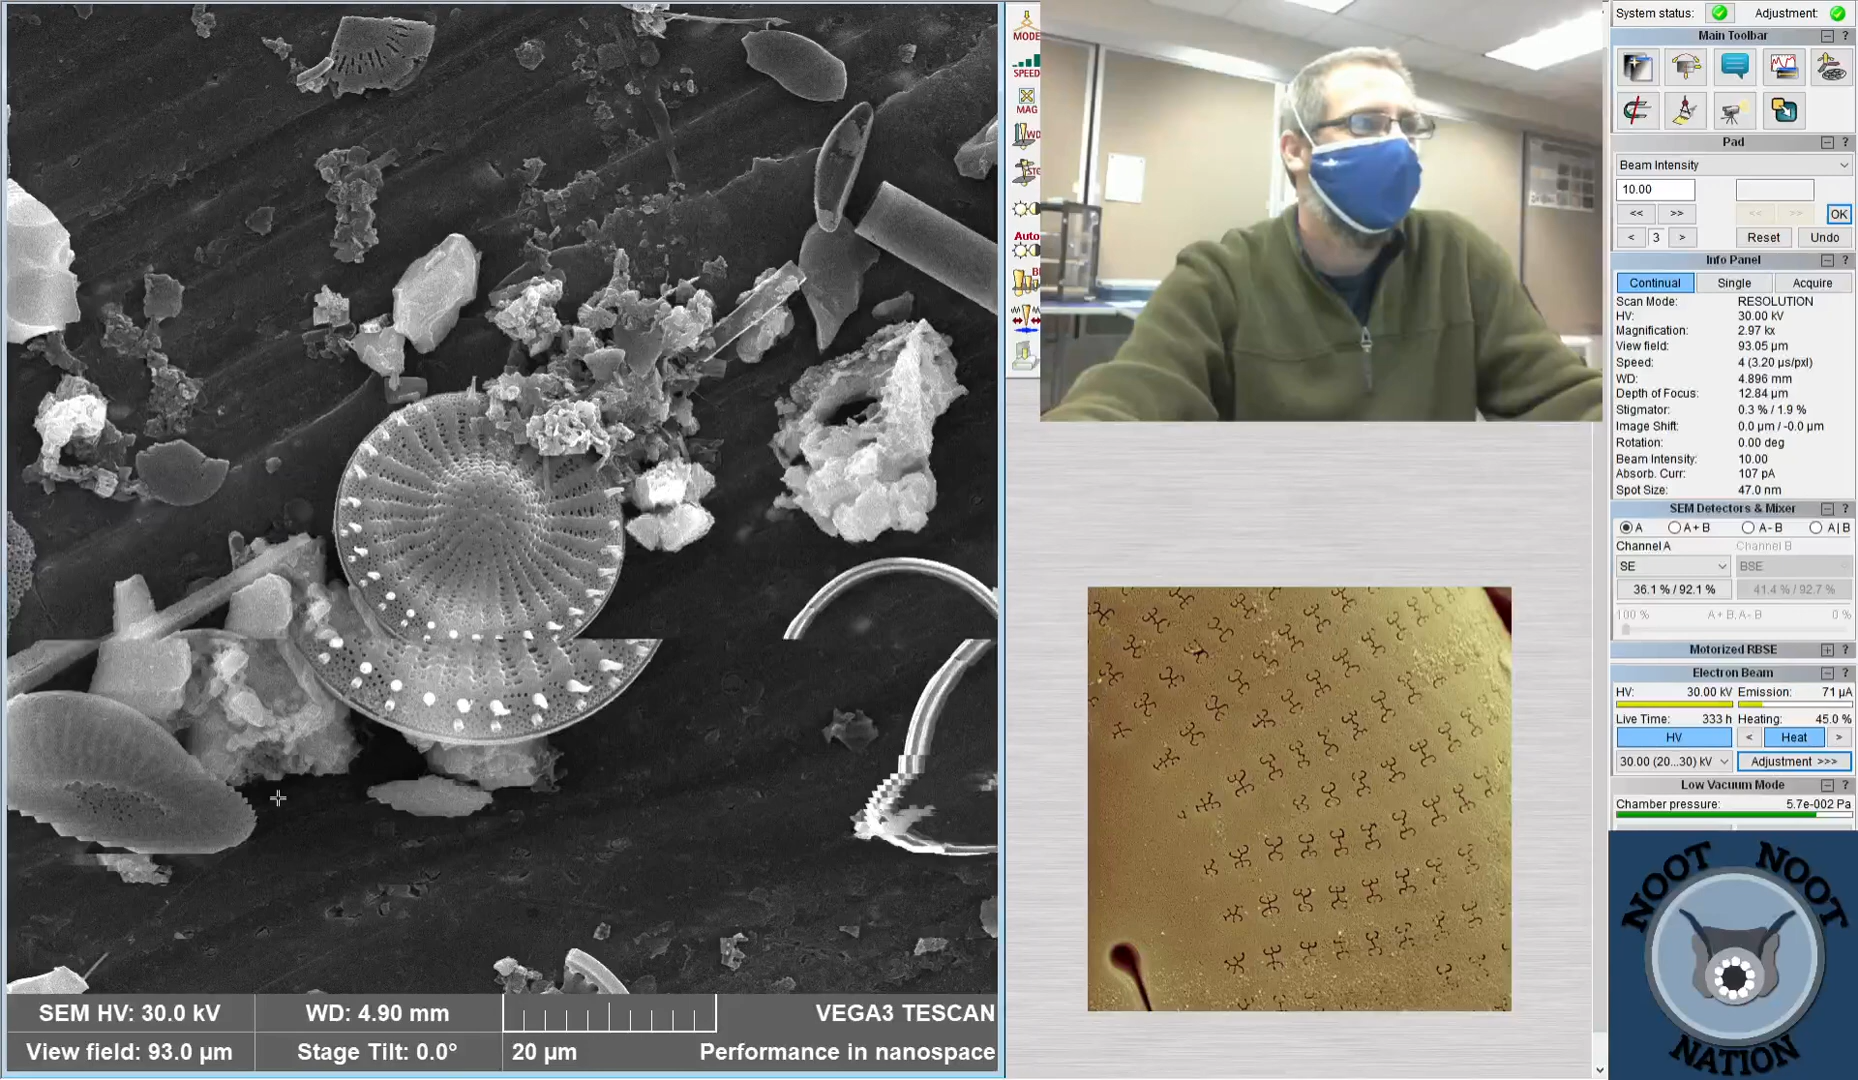 MODE
SPEED
MAG
WD
STG
Auto
System status:
Adjustment:
Main Toolbar
?
Pad
?
Beam Intensity
10.00
<< >>
<< >>
OK
< 3 >
Reset
Undo
Info Panel
?
Continual
Single
Acquire
Scan Mode: RESOLUTION
HV: 30.00 kV
Magnification: 2.97 kx
View field: 93.05 µm
Speed: 4 (3.20 µs/pxl)
WD: 4.896 mm
Depth of Focus: 12.84 µm
Stigmator: 0.3 % / 1.9 %
Image Shift: 0.0 µm / -0.0 µm
Rotation: 0.00 deg
Beam Intensity: 10.00
Absorb. Curr: 107 pA
Spot Size: 47.0 nm
SEM Detectors & Mixer
?
A A + B A - B A | B
Channel A Channel B
SE BSE
36.1 % / 92.1 % 41.4 % / 92.7 %
100 % A + B, A - B 0 %
Motorized RBSE
?
Electron Beam
?
HV: 30.00 kV Emission: 71 µA
Live Time: 333 h Heating: 45.0 %
HV < Heat >
30.00 (20...30) kV Adjustment >>>
Low Vacuum Mode
?
Chamber pressure: 5.7e-002 Pa
NOOT NOOT
NATION
SEM HV: 30.0 kV WD: 4.90 mm VEGA3 TESCAN
View field: 93.0 µm Stage Tilt: 0.0° 20 µm Performance in nanospace